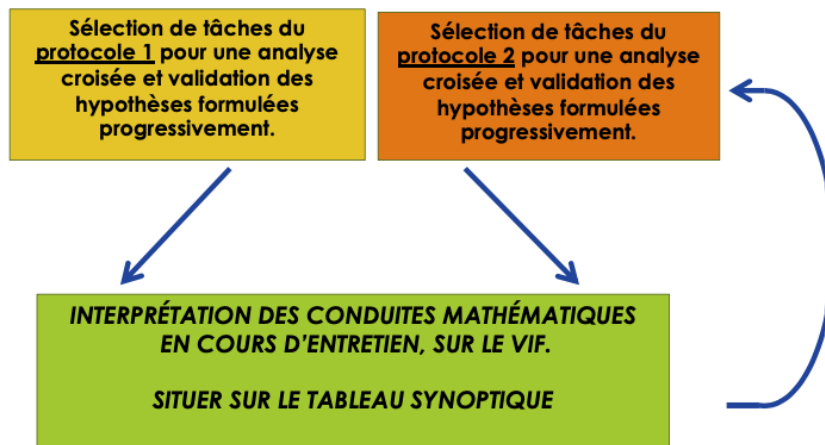 Sélection de tâches du
protocole 1 pour une analyse
croisée et validation des
hypothèses formulées
progressivement.
Sélection de tâches du
protocole 2 pour une analyse
croisée et validation des
hypothèses formulées
progressivement.
INTERPRÉTATION DES CONDUITES MATHÉMATIQUES
EN COURS D’ENTRETIEN, SUR LE VIF.
SITUER SUR LE TABLEAU SYNOPTIQUE